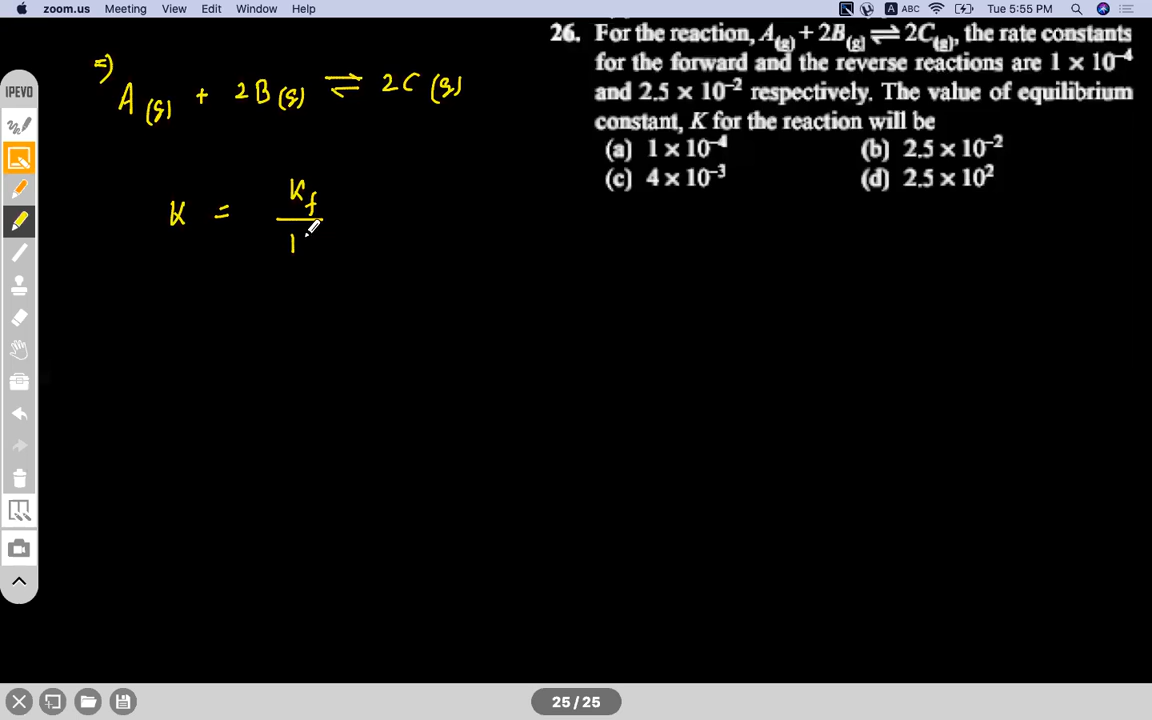 zoom.us Meeting View Edit Window Help
ABC Tue 5:55 PM
IPEVO
⇒) A(g) + 2B(g) ⇌ 2C(g)
K = Kf
26. For the reaction, A(g) + 2B(g) ⇌ 2C(g), the rate constants
for the forward and the reverse reactions are 1 × 10⁻⁴
and 2.5 × 10⁻² respectively. The value of equilibrium
constant, K for the reaction will be
(a) 1 × 10⁻⁴ (b) 2.5 × 10⁻²
(c) 4 × 10⁻³ (d) 2.5 × 10²
25 / 25